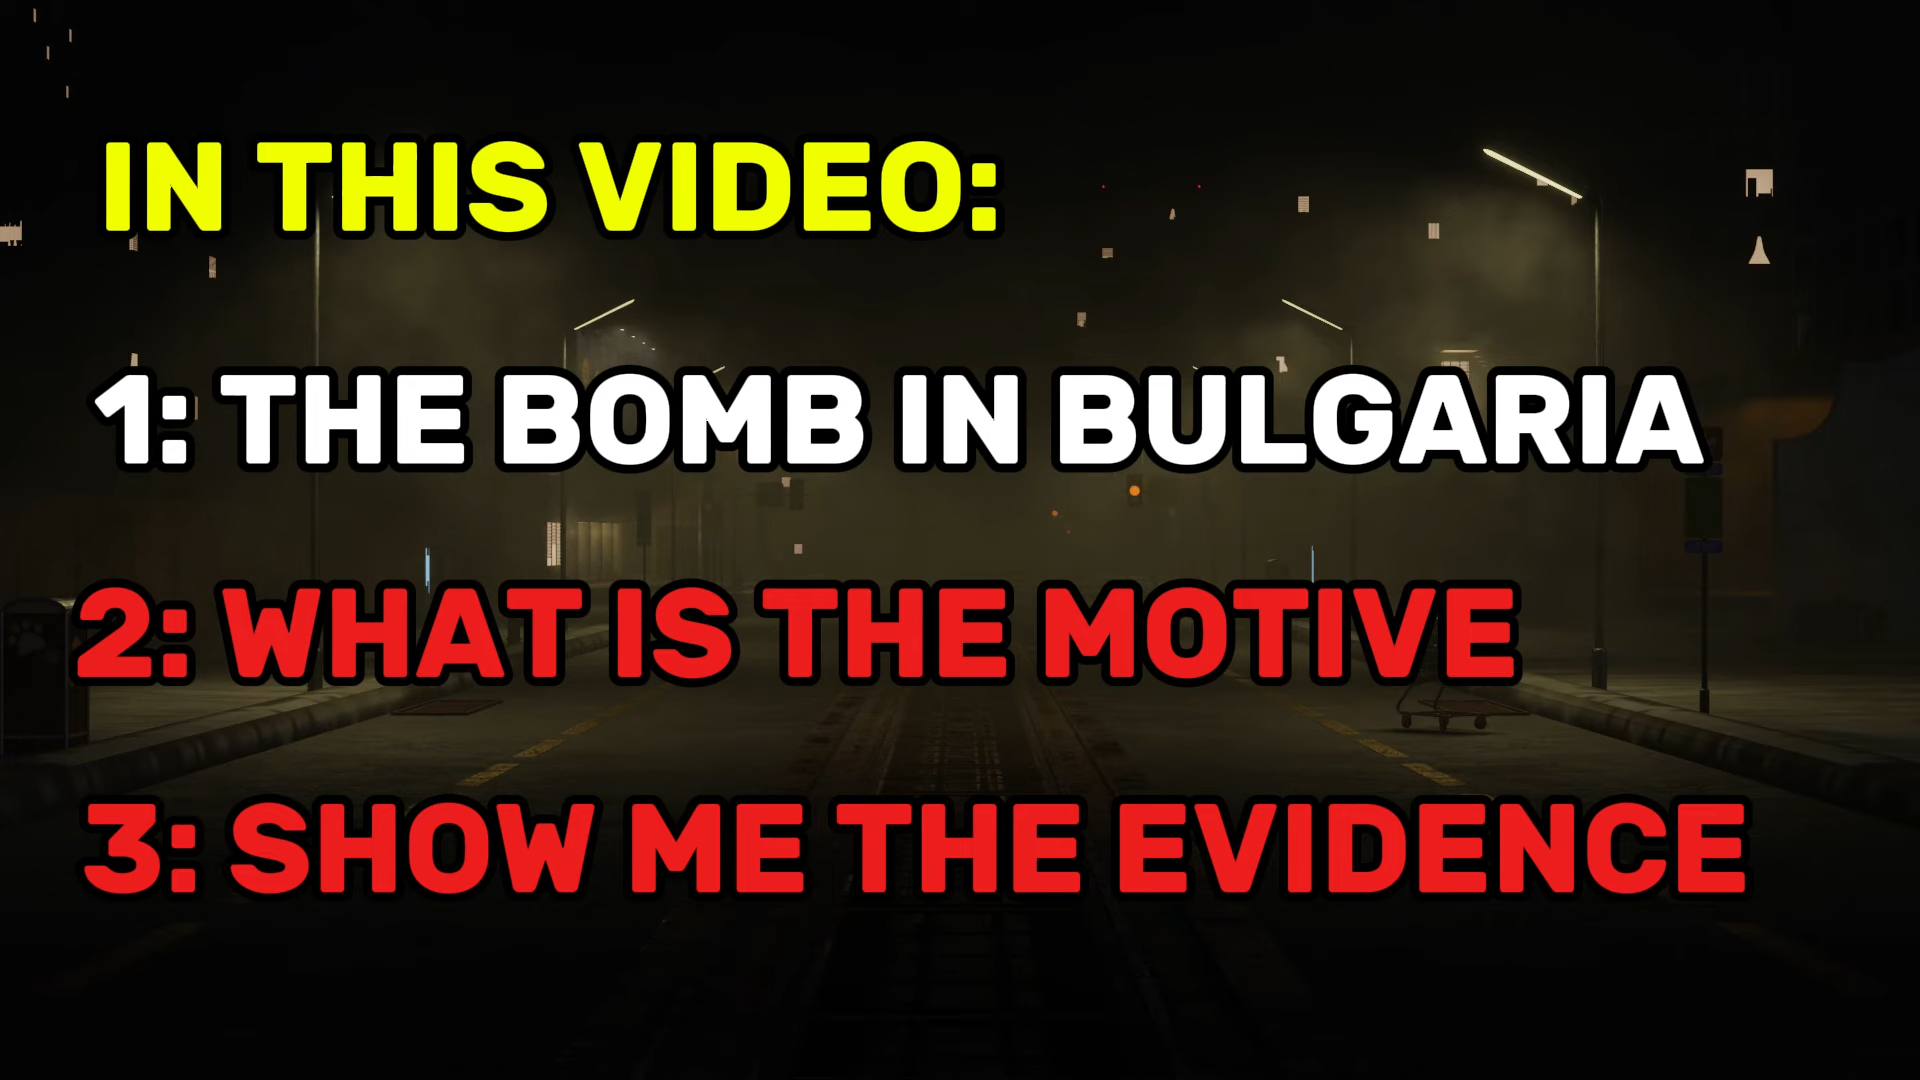 IN THIS VIDEO:
1: THE BOMB IN BULGARIA
2: WHAT IS THE MOTIVE
3: SHOW ME THE EVIDENCE